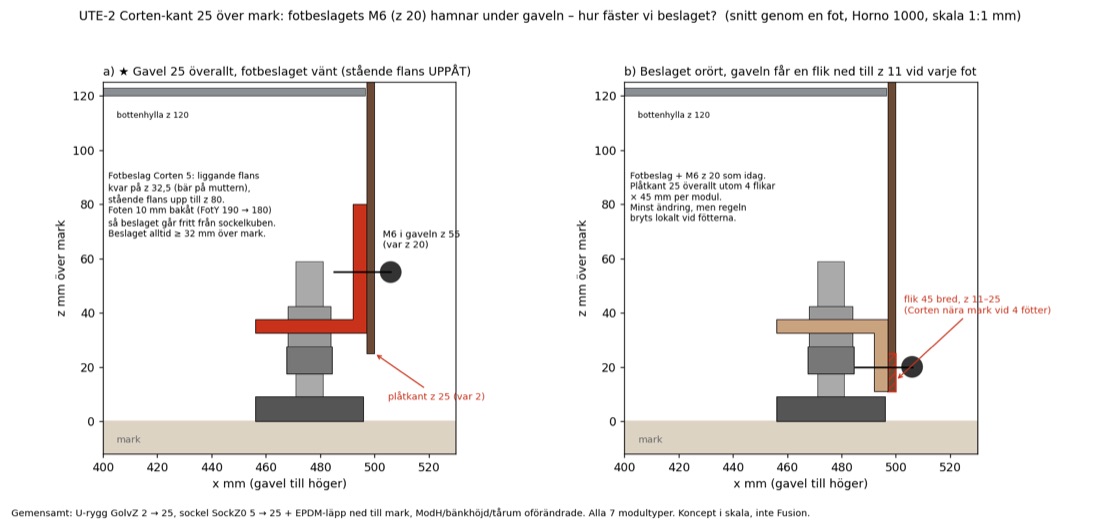 UTE-2 Corten-kant 25 över mark: fotbeslagets M6 (z 20) hamnar under gaveln – hur fäster vi beslaget?  (snitt genom en fot, Horno 1000, skala 1:1 mm)
a) ★ Gavel 25 överallt, fotbeslaget vänt (stående flans UPPÅT)
120
100
80
60
40
20
0
z mm över mark
bottenhylla z 120
Fotbeslag Corten 5: liggande flans
kvar på z 32,5 (bär på muttern),
stående flans upp till z 80.
Foten 10 mm bakåt (FotY 190 → 180)
så beslaget går fritt från sockelkuben.
Beslaget alltid ≥ 32 mm över mark.
M6 i gaveln z 55
(var z 20)
plåtkant z 25 (var 2)
mark
400 420 440 460 480 500 520
x mm (gavel till höger)
b) Beslaget orört, gaveln får en flik ned till z 11 vid varje fot
120
100
80
60
40
20
0
z mm över mark
bottenhylla z 120
Fotbeslag + M6 z 20 som idag.
Plåtkant 25 överallt utom 4 flikar
× 45 mm per modul.
Minst ändring, men regeln
bryts lokalt vid fötterna.
flik 45 bred, z 11–25
(Corten nära mark vid 4 fötter)
mark
400 420 440 460 480 500 520
x mm (gavel till höger)
Gemensamt: U-rygg GolvZ 2 → 25, sockel SockZ0 5 → 25 + EPDM-läpp ned till mark, ModH/bänkhöjd/tårum oförändrade. Alla 7 modultyper. Koncept i skala, inte Fusion.